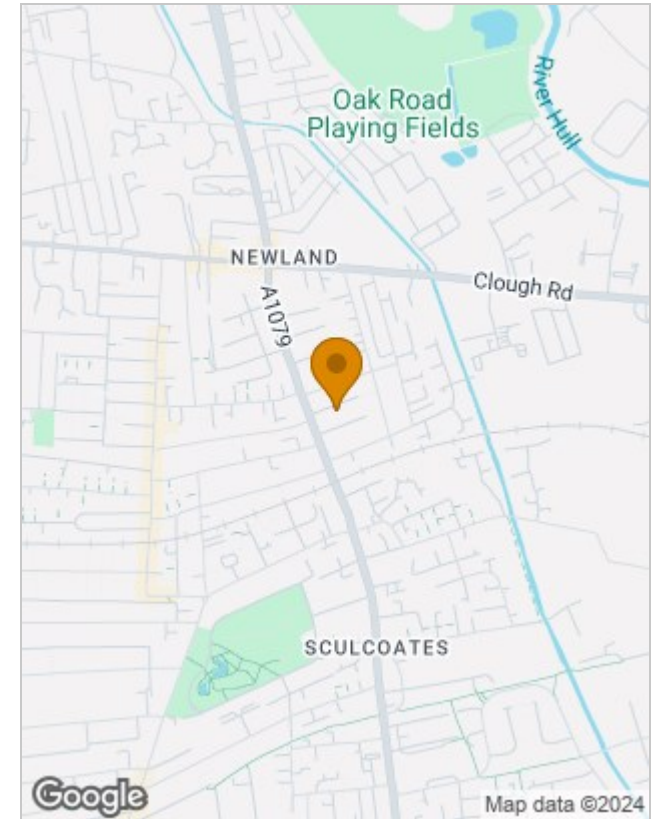 Oak Road
Playing Fields
River Hull
NEWLAND
Clough Rd
A1079
SCULCOATES
Google
Map data ©2024